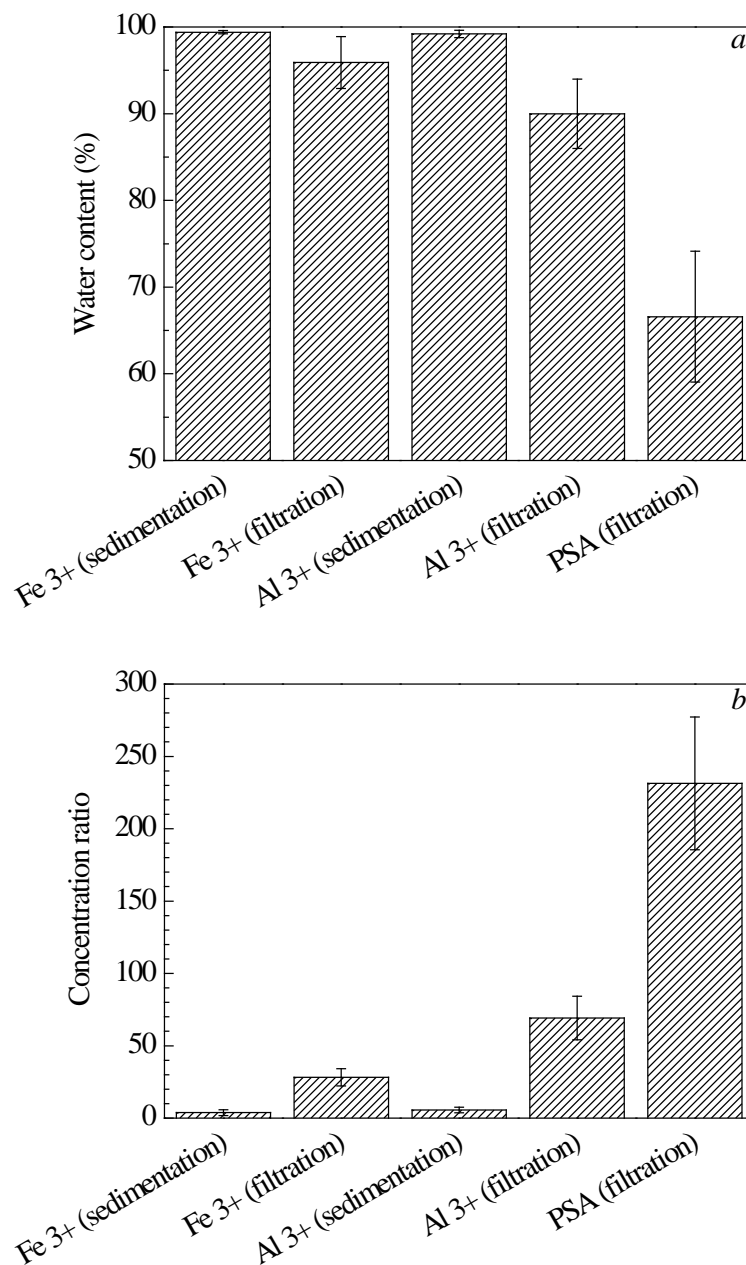 a
100
90
80
70
60
50
Water content (%)
Fe 3+ (sedimentation)
Fe 3+ (filtration)
Al 3+ (sedimentation)
Al 3+ (filtration)
PSA (filtration)
b
300
250
200
150
100
50
0
Concentration ratio
Fe 3+ (sedimentation)
Fe 3+ (filtration)
Al 3+ (sedimentation)
Al 3+ (filtration)
PSA (filtration)